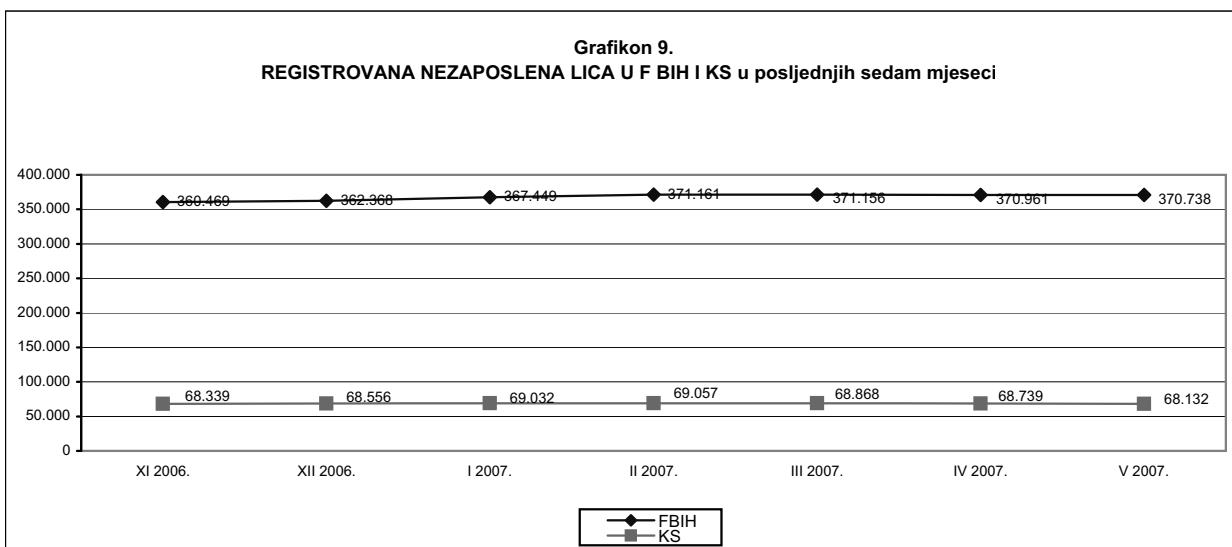 Grafikon 9.
REGISTROVANA NEZAPOSLENA LICA U F BIH I KS u posljednjih sedam mjeseci
400.000
360.469 362.368 367.449 371.161 371.156 370.961 370.738
350.000
300.000
250.000
200.000
150.000
100.000
68.339 68.556 69.032 69.057 68.868 68.739 68.132
50.000
0
XI 2006. XII 2006. I 2007. II 2007. III 2007. IV 2007. V 2007.
FBIH
KS